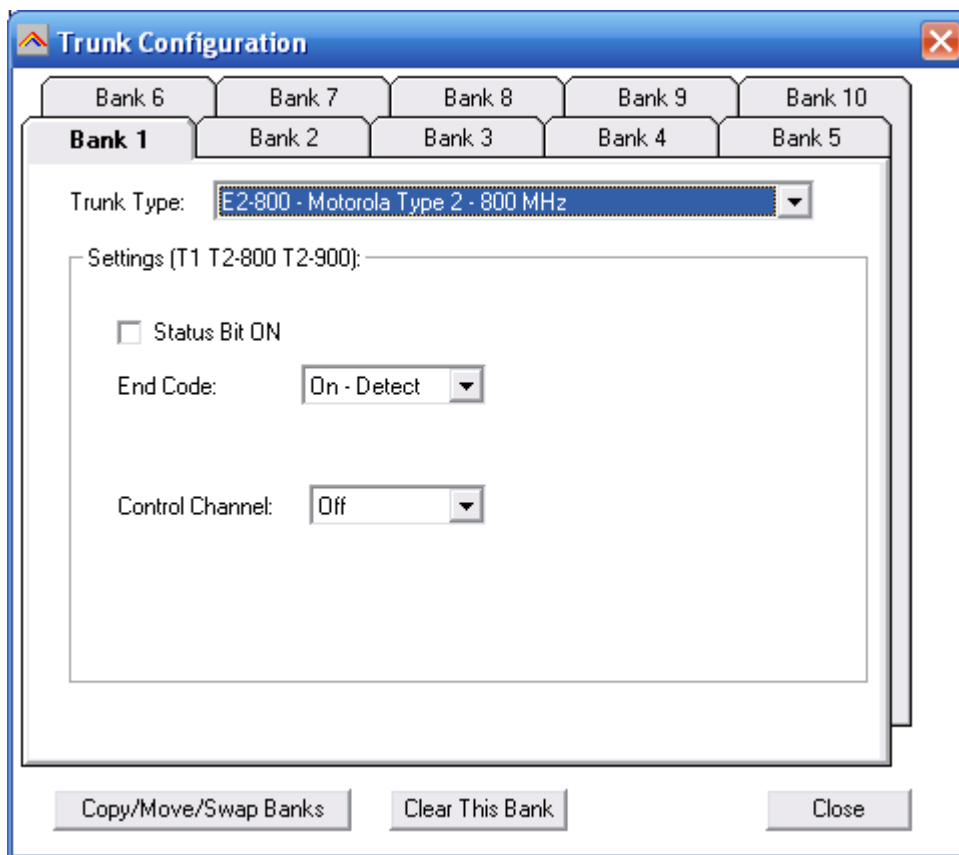 Trunk Configuration
Bank 6 Bank 7 Bank 8 Bank 9 Bank 10
Bank 1 Bank 2 Bank 3 Bank 4 Bank 5
Trunk Type: E2-800 - Motorola Type 2 - 800 MHz
Settings (T1 T2-800 T2-900):
Status Bit ON
End Code: On - Detect
Control Channel: Off
Copy/Move/Swap Banks Clear This Bank Close